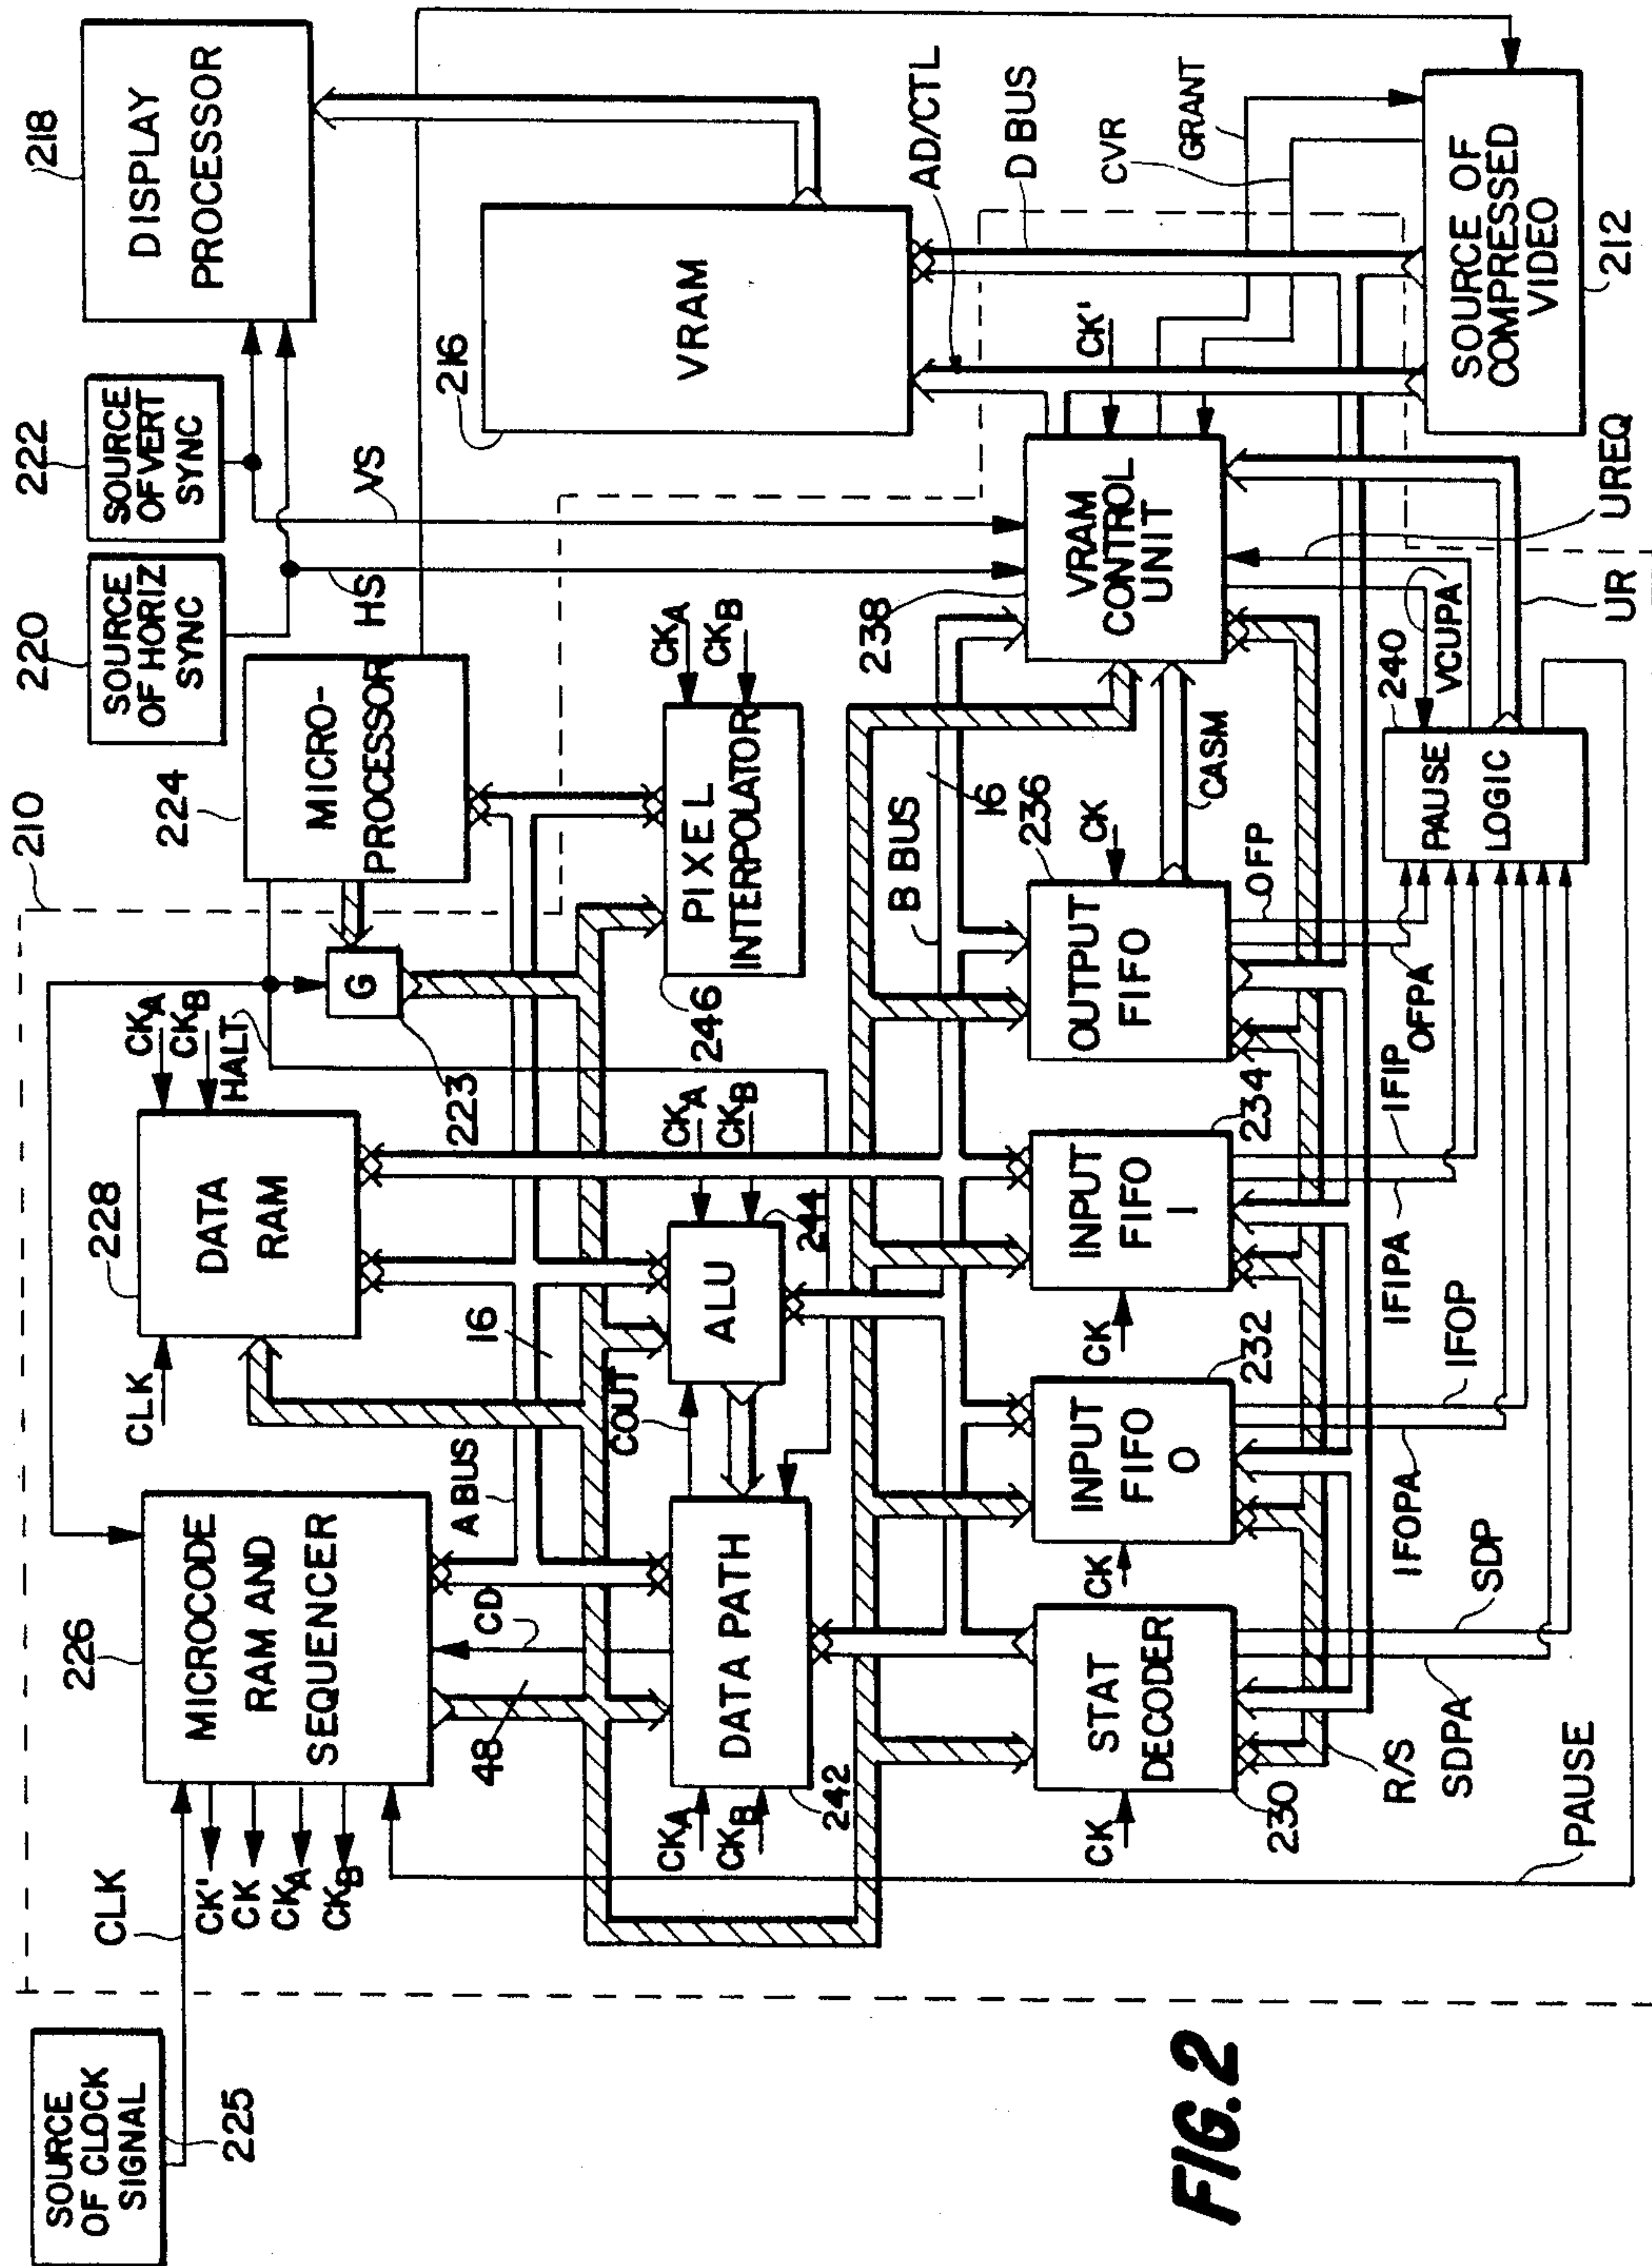 218
DISPLAY
PROCESSOR
222
SOURCE
OF VERT
SYNC
220
SOURCE
OF HORIZ
SYNC
VS
HS
216
VRAM
AD/CTL
D BUS
CVR
GRANT
SOURCE OF
COMPRESSED
VIDEO
212
224
MICRO-
PROCESSOR
210
G
223
CKA
CKB
PIXEL
INTERPOLATOR
246
CKA
CKB
HALT
228
DATA
RAM
CLK
16
A BUS
226
MICROCODE
RAM AND
SEQUENCER
CLK
CK'
CK
CKA
CKB
SOURCE
OF CLOCK
SIGNAL
225
48
CD
COUT
CKA
CKB
ALU
244
DATA PATH
242
CKA
CKB
B BUS
16
238
VRAM
CONTROL
UNIT
CK'
CASM
236
OUTPUT
FIFO
CK
234
INPUT
FIFO
1
CK
232
INPUT
FIFO
0
CK
STAT
DECODER
230
CK
R/S
240
PAUSE
LOGIC
VCUPA
UREQ
UR
OFP
OFPA
IFIP
IFIPA
IFOP
IFOPA
SDP
SDPA
PAUSE
FIG. 2